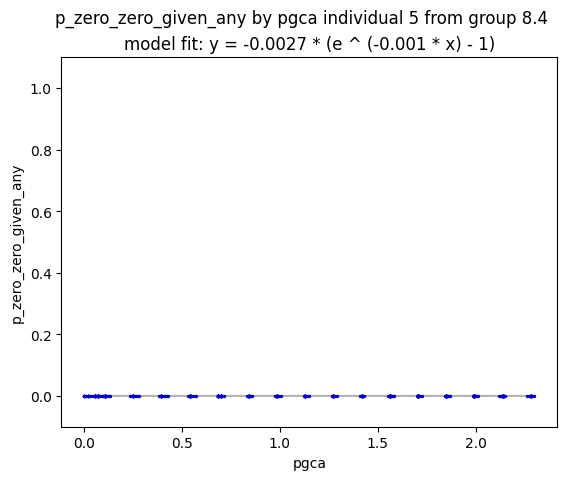 p_zero_zero_given_any by pgca individual 5 from group 8.4
model fit: y = -0.0027 * (e ^ (-0.001 * x) - 1)
1.0
0.8
0.6
0.4
0.2
0.0
p_zero_zero_given_any
0.0 0.5 1.0 1.5 2.0
pgca